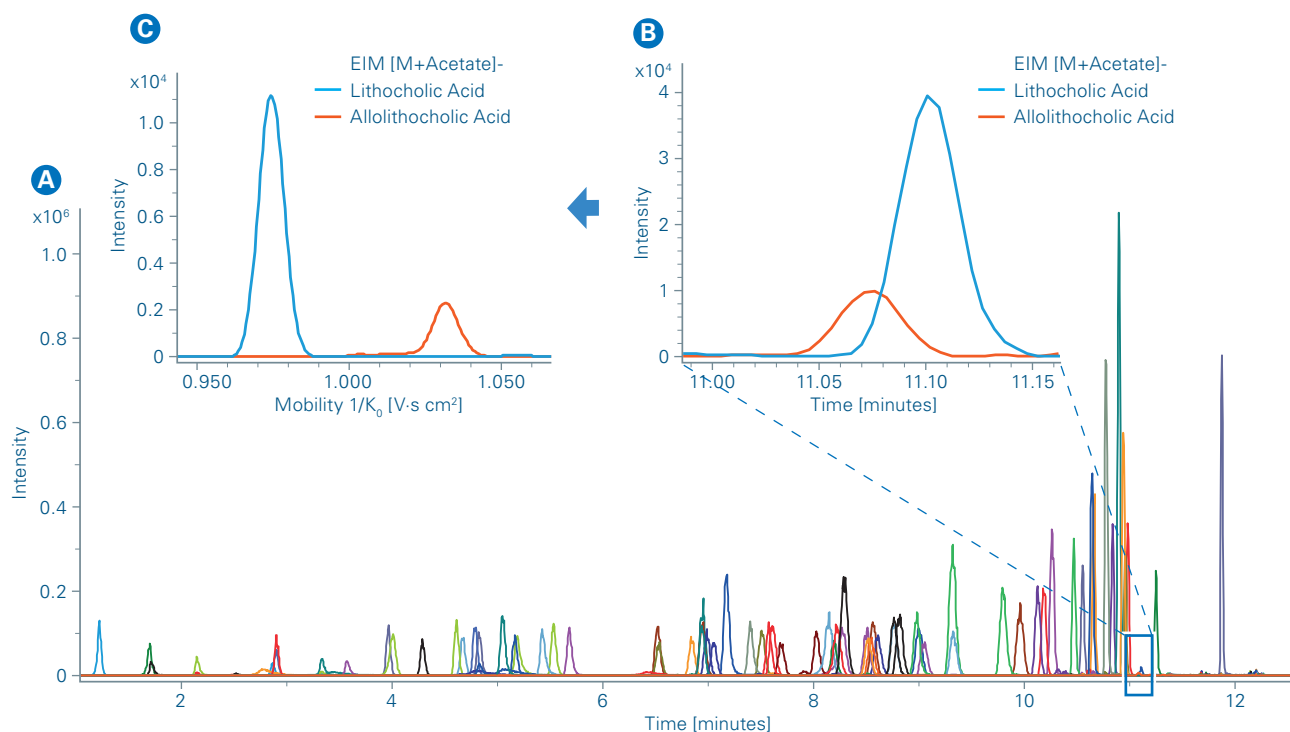 C
EIM [M+Acetate]-
Lithocholic Acid
Allolithocholic Acid
x10⁴
1.0
0.8
0.6
0.4
0.2
0
Intensity
0.950
1.000
1.050
Mobility 1/K₀ [V·s cm²]
B
EIM [M+Acetate]-
Lithocholic Acid
Allolithocholic Acid
x10⁴
4
3
2
1
0
Intensity
11.00
11.05
11.10
11.15
Time [minutes]
A
x10⁶
1.0
0.8
0.6
0.4
0.2
0
Intensity
2
4
6
8
10
12
Time [minutes]